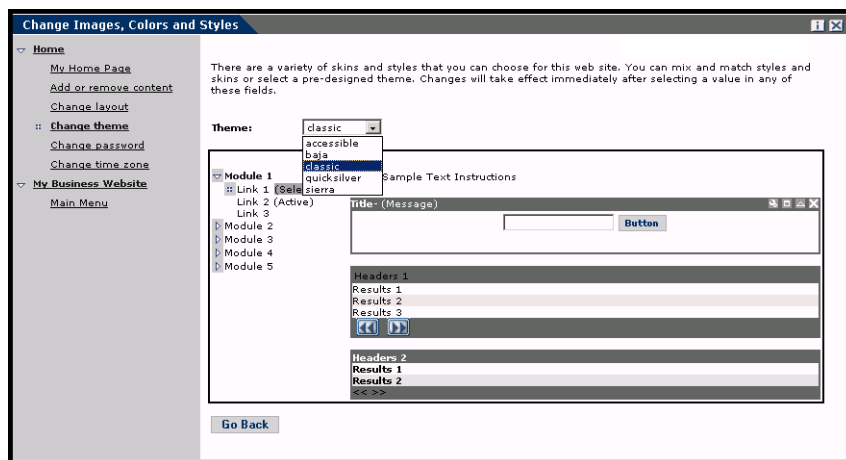 Change Images, Colors and Styles
Home
My Home Page
Add or remove content
Change layout
Change theme
Change password
Change time zone
My Business Website
Main Menu
There are a variety of skins and styles that you can choose for this web site. You can mix and match styles and
skins or select a pre-designed theme. Changes will take effect immediately after selecting a value in any of
these fields.
Theme: classic
accessible
baja
classic
quicksilver
sierra
Module 1
Link 1 (Sele
Link 2 (Active)
Link 3
Module 2
Module 3
Module 4
Module 5
Sample Text Instructions
Title- (Message)
Button
Headers 1
Results 1
Results 2
Results 3
Headers 2
Results 1
Results 2
<< >>
Go Back